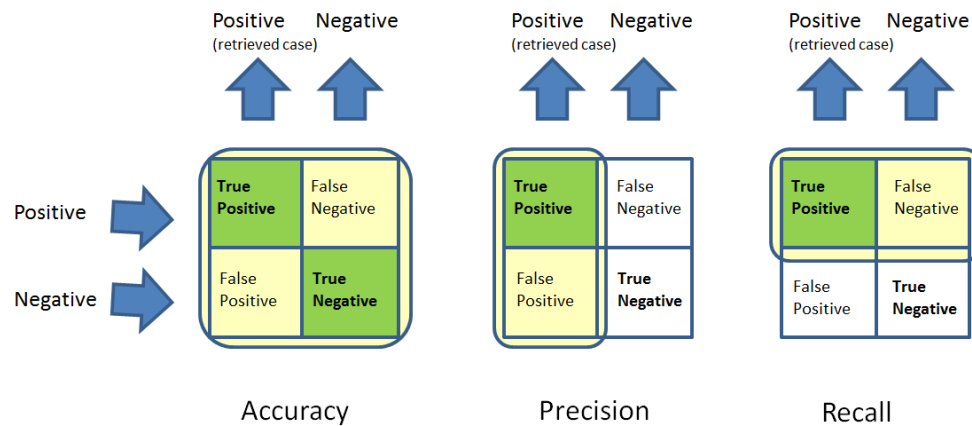 Positive Negative
(retrieved case)
Positive Negative
(retrieved case)
Positive Negative
(retrieved case)
Positive
Negative
True
Positive
False
Negative
False
Positive
True
Negative
True
Positive
False
Negative
False
Positive
True
Negative
True
Positive
False
Negative
False
Positive
True
Negative
Accuracy
Precision
Recall